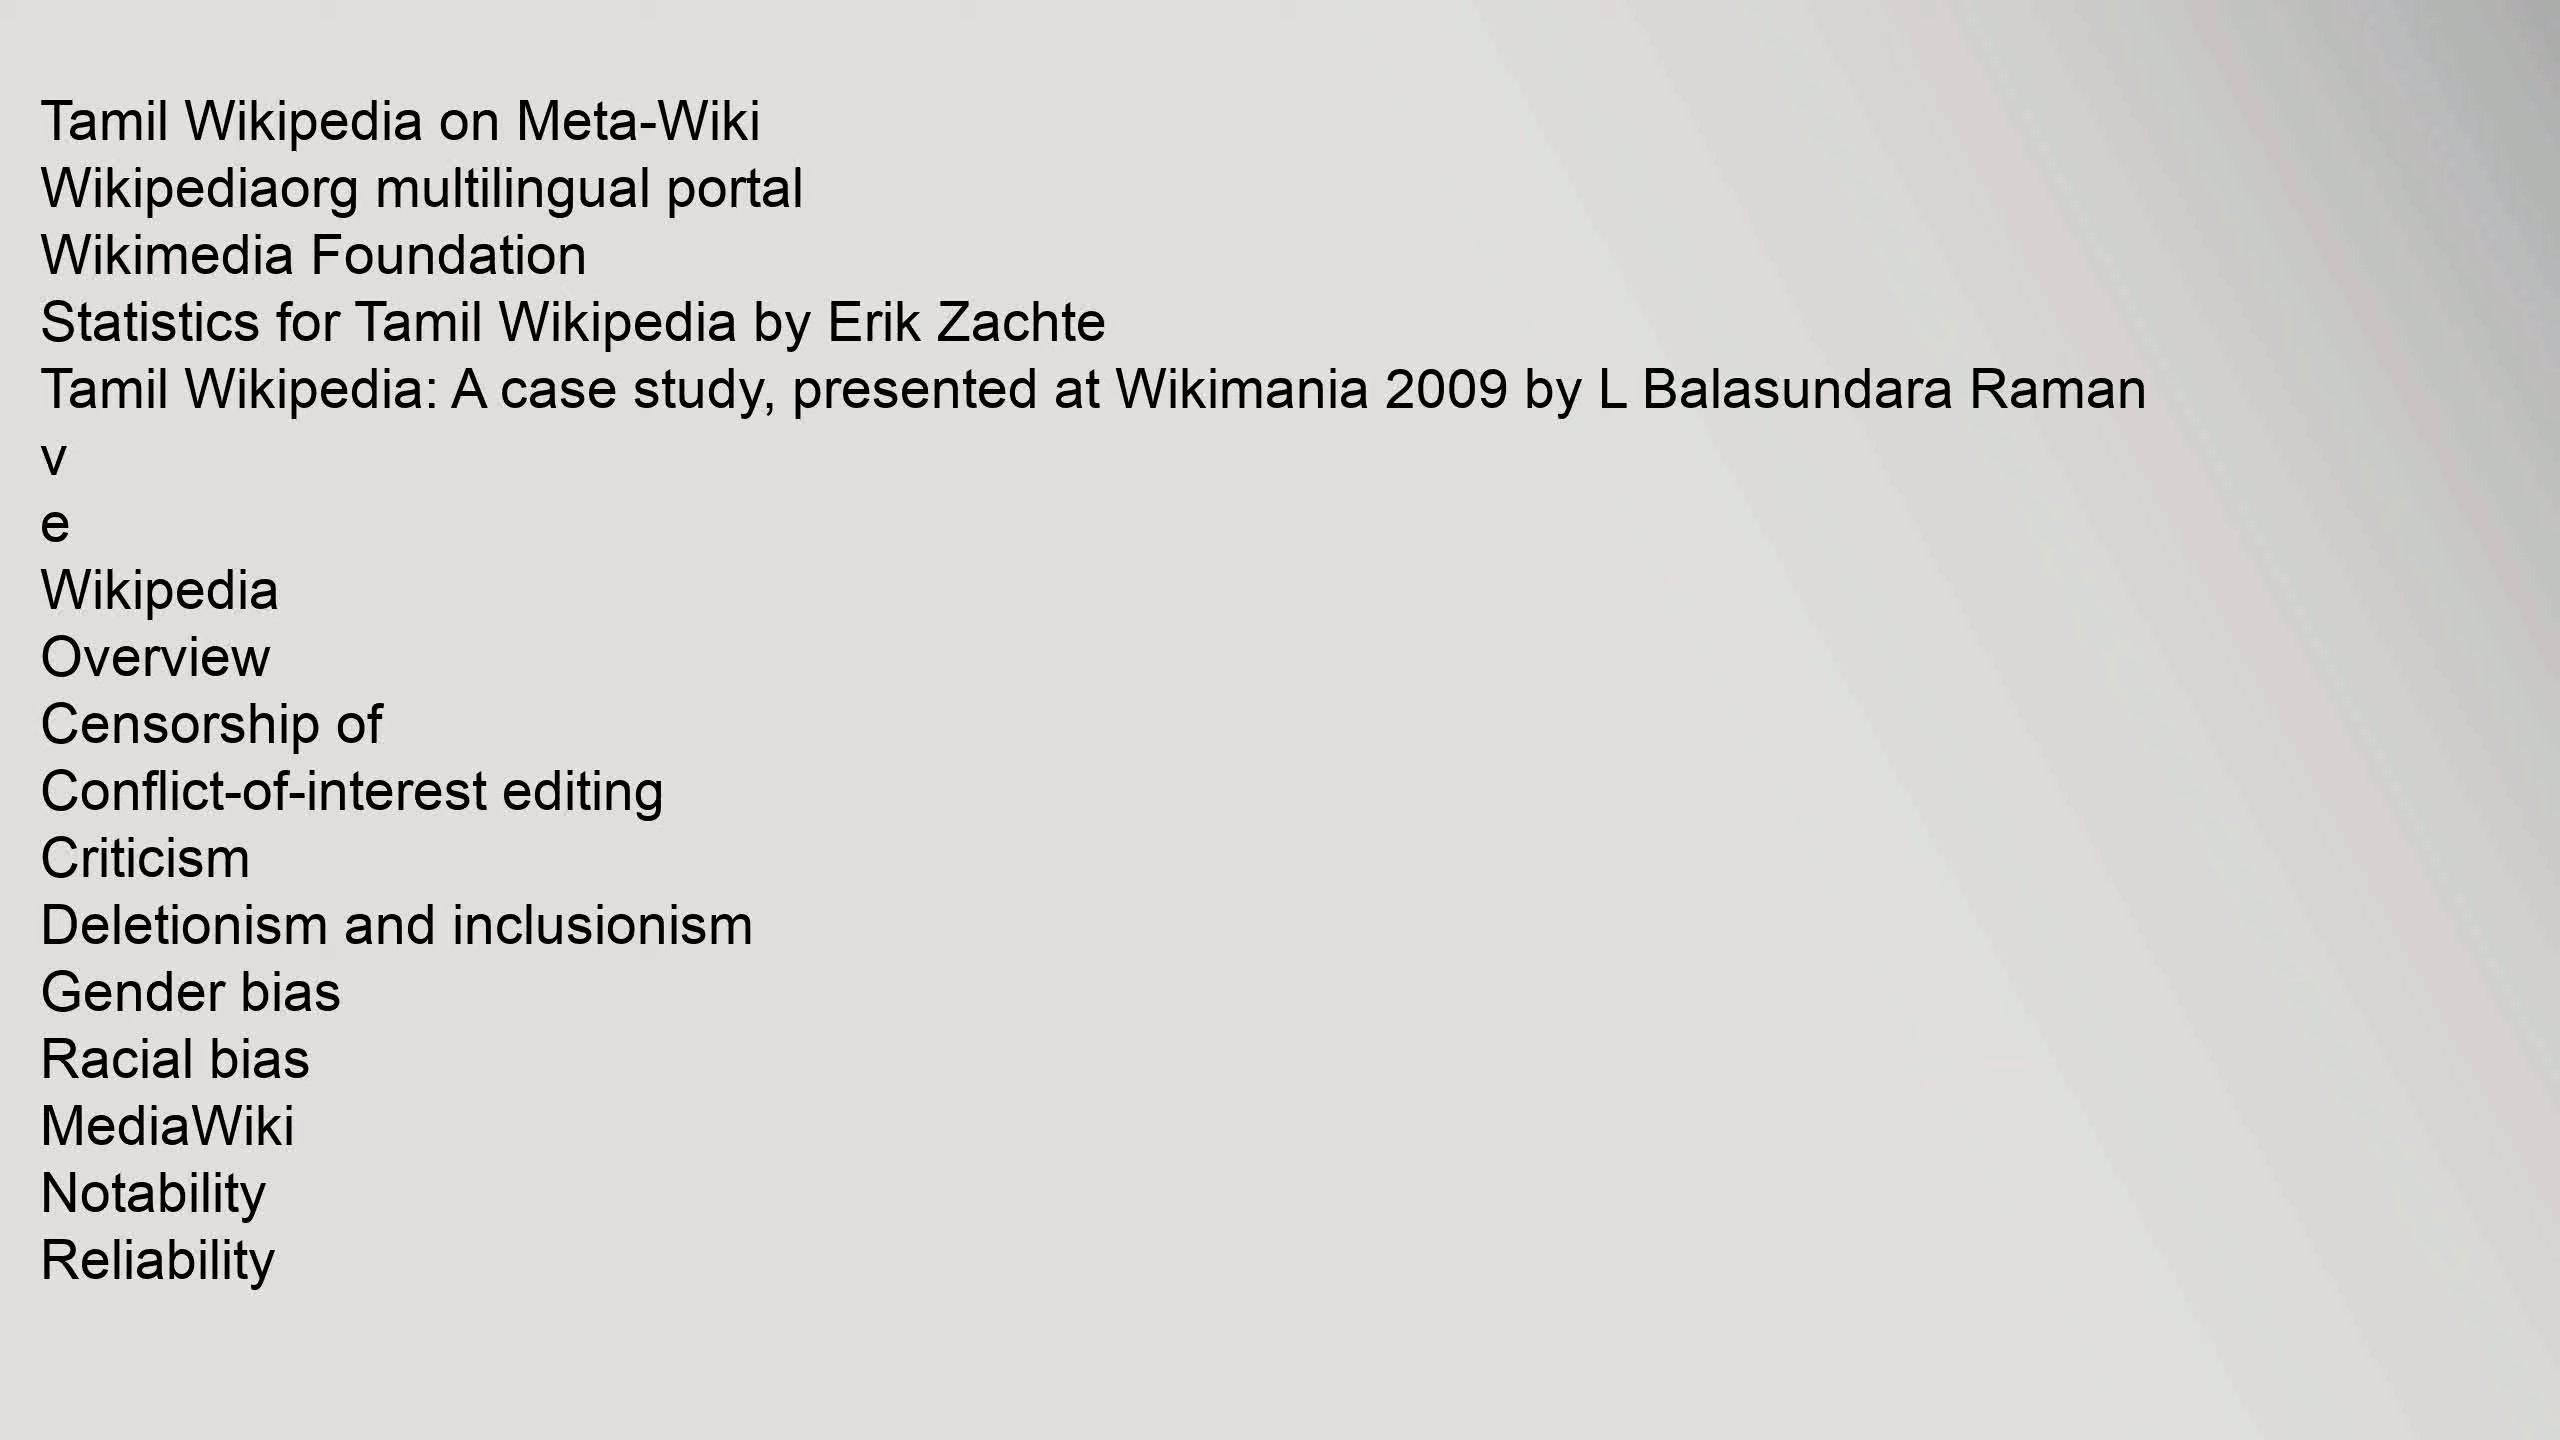 Tamil Wikipedia on Meta-Wiki
Wikipediaorg multilingual portal
Wikimedia Foundation
Statistics for Tamil Wikipedia by Erik Zachte
Tamil Wikipedia: A case study, presented at Wikimania 2009 by L Balasundara Raman
v
e
Wikipedia
Overview
Censorship of
Conflict-of-interest editing
Criticism
Deletionism and inclusionism
Gender bias
Racial bias
MediaWiki
Notability
Reliability